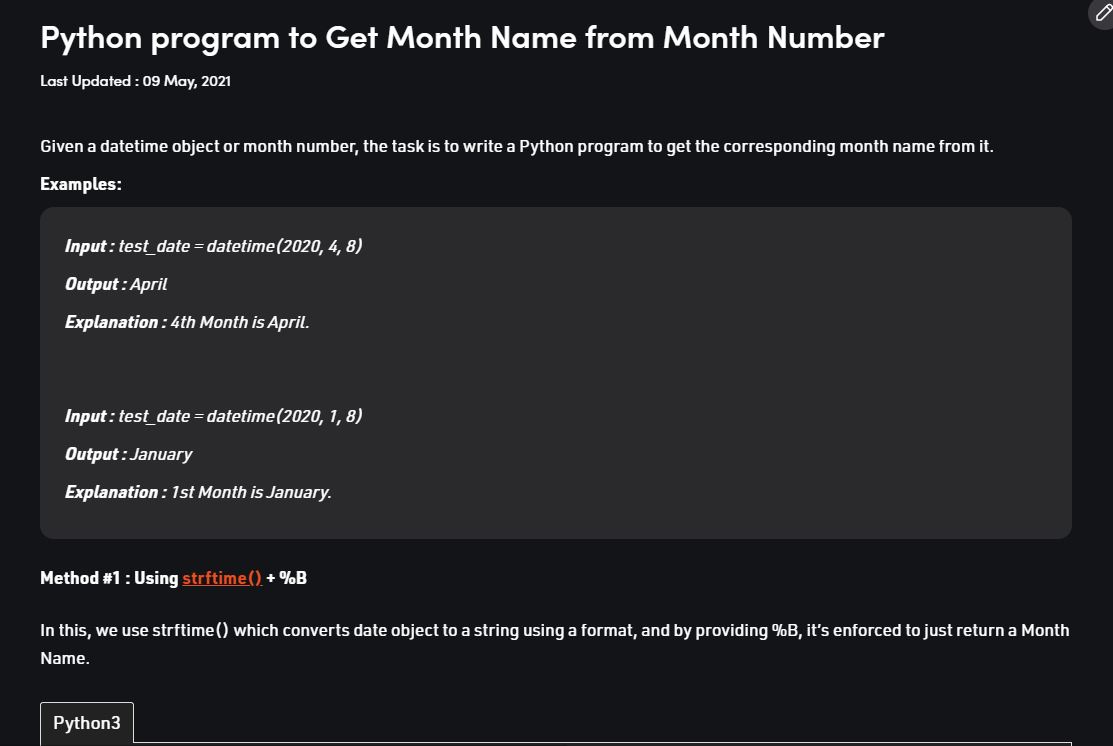 Python program to Get Month Name from Month Number
Last Updated : 09 May, 2021
Given a datetime object or month number, the task is to write a Python program to get the corresponding month name from it.
Examples:
Input : test_date = datetime(2020, 4, 8)
Output : April
Explanation : 4th Month is April.
Input : test_date = datetime(2020, 1, 8)
Output : January
Explanation : 1st Month is January.
Method #1 : Using strftime() + %B
In this, we use strftime() which converts date object to a string using a format, and by providing %B, it’s enforced to just return a Month
Name.
Python3